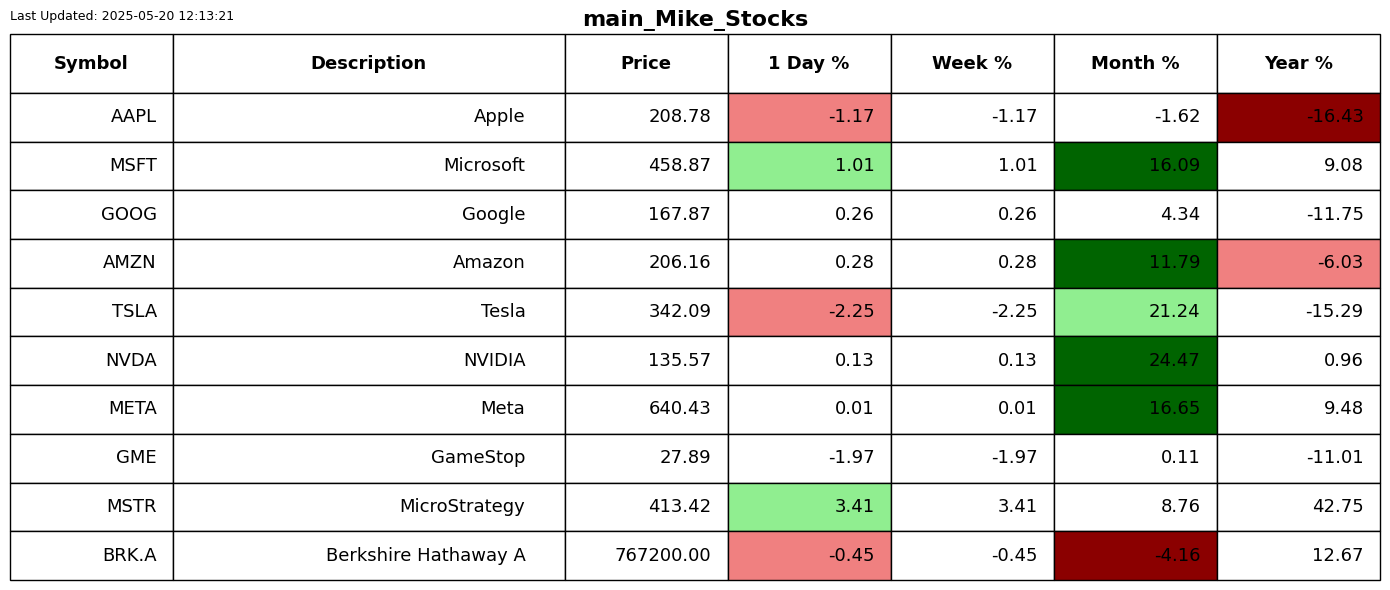 Last Updated: 2025-05-20 12:13:21
main_Mike_Stocks
Symbol Description Price 1 Day % Week % Month % Year %
AAPL Apple 208.78 -1.17 -1.17 -1.62 -16.43
MSFT Microsoft 458.87 1.01 1.01 16.09 9.08
GOOG Google 167.87 0.26 0.26 4.34 -11.75
AMZN Amazon 206.16 0.28 0.28 11.79 -6.03
TSLA Tesla 342.09 -2.25 -2.25 21.24 -15.29
NVDA NVIDIA 135.57 0.13 0.13 24.47 0.96
META Meta 640.43 0.01 0.01 16.65 9.48
GME GameStop 27.89 -1.97 -1.97 0.11 -11.01
MSTR MicroStrategy 413.42 3.41 3.41 8.76 42.75
BRK.A Berkshire Hathaway A 767200.00 -0.45 -0.45 -4.16 12.67